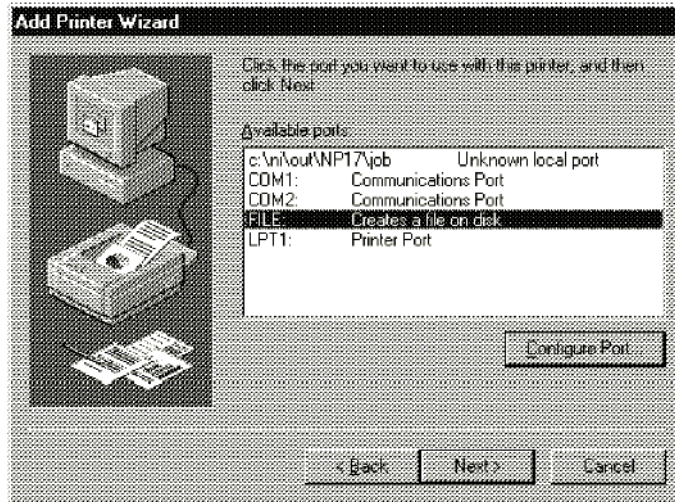 Add Printer Wizard
Click the port you want to use with this printer, and then
click Next.
Available ports:
c:\ni\out\NP17\job Unknown local port
COM1: Communications Port
COM2: Communications Port
FILE: Creates a file on disk
LPT1: Printer Port
Configure Port...
< Back Next > Cancel